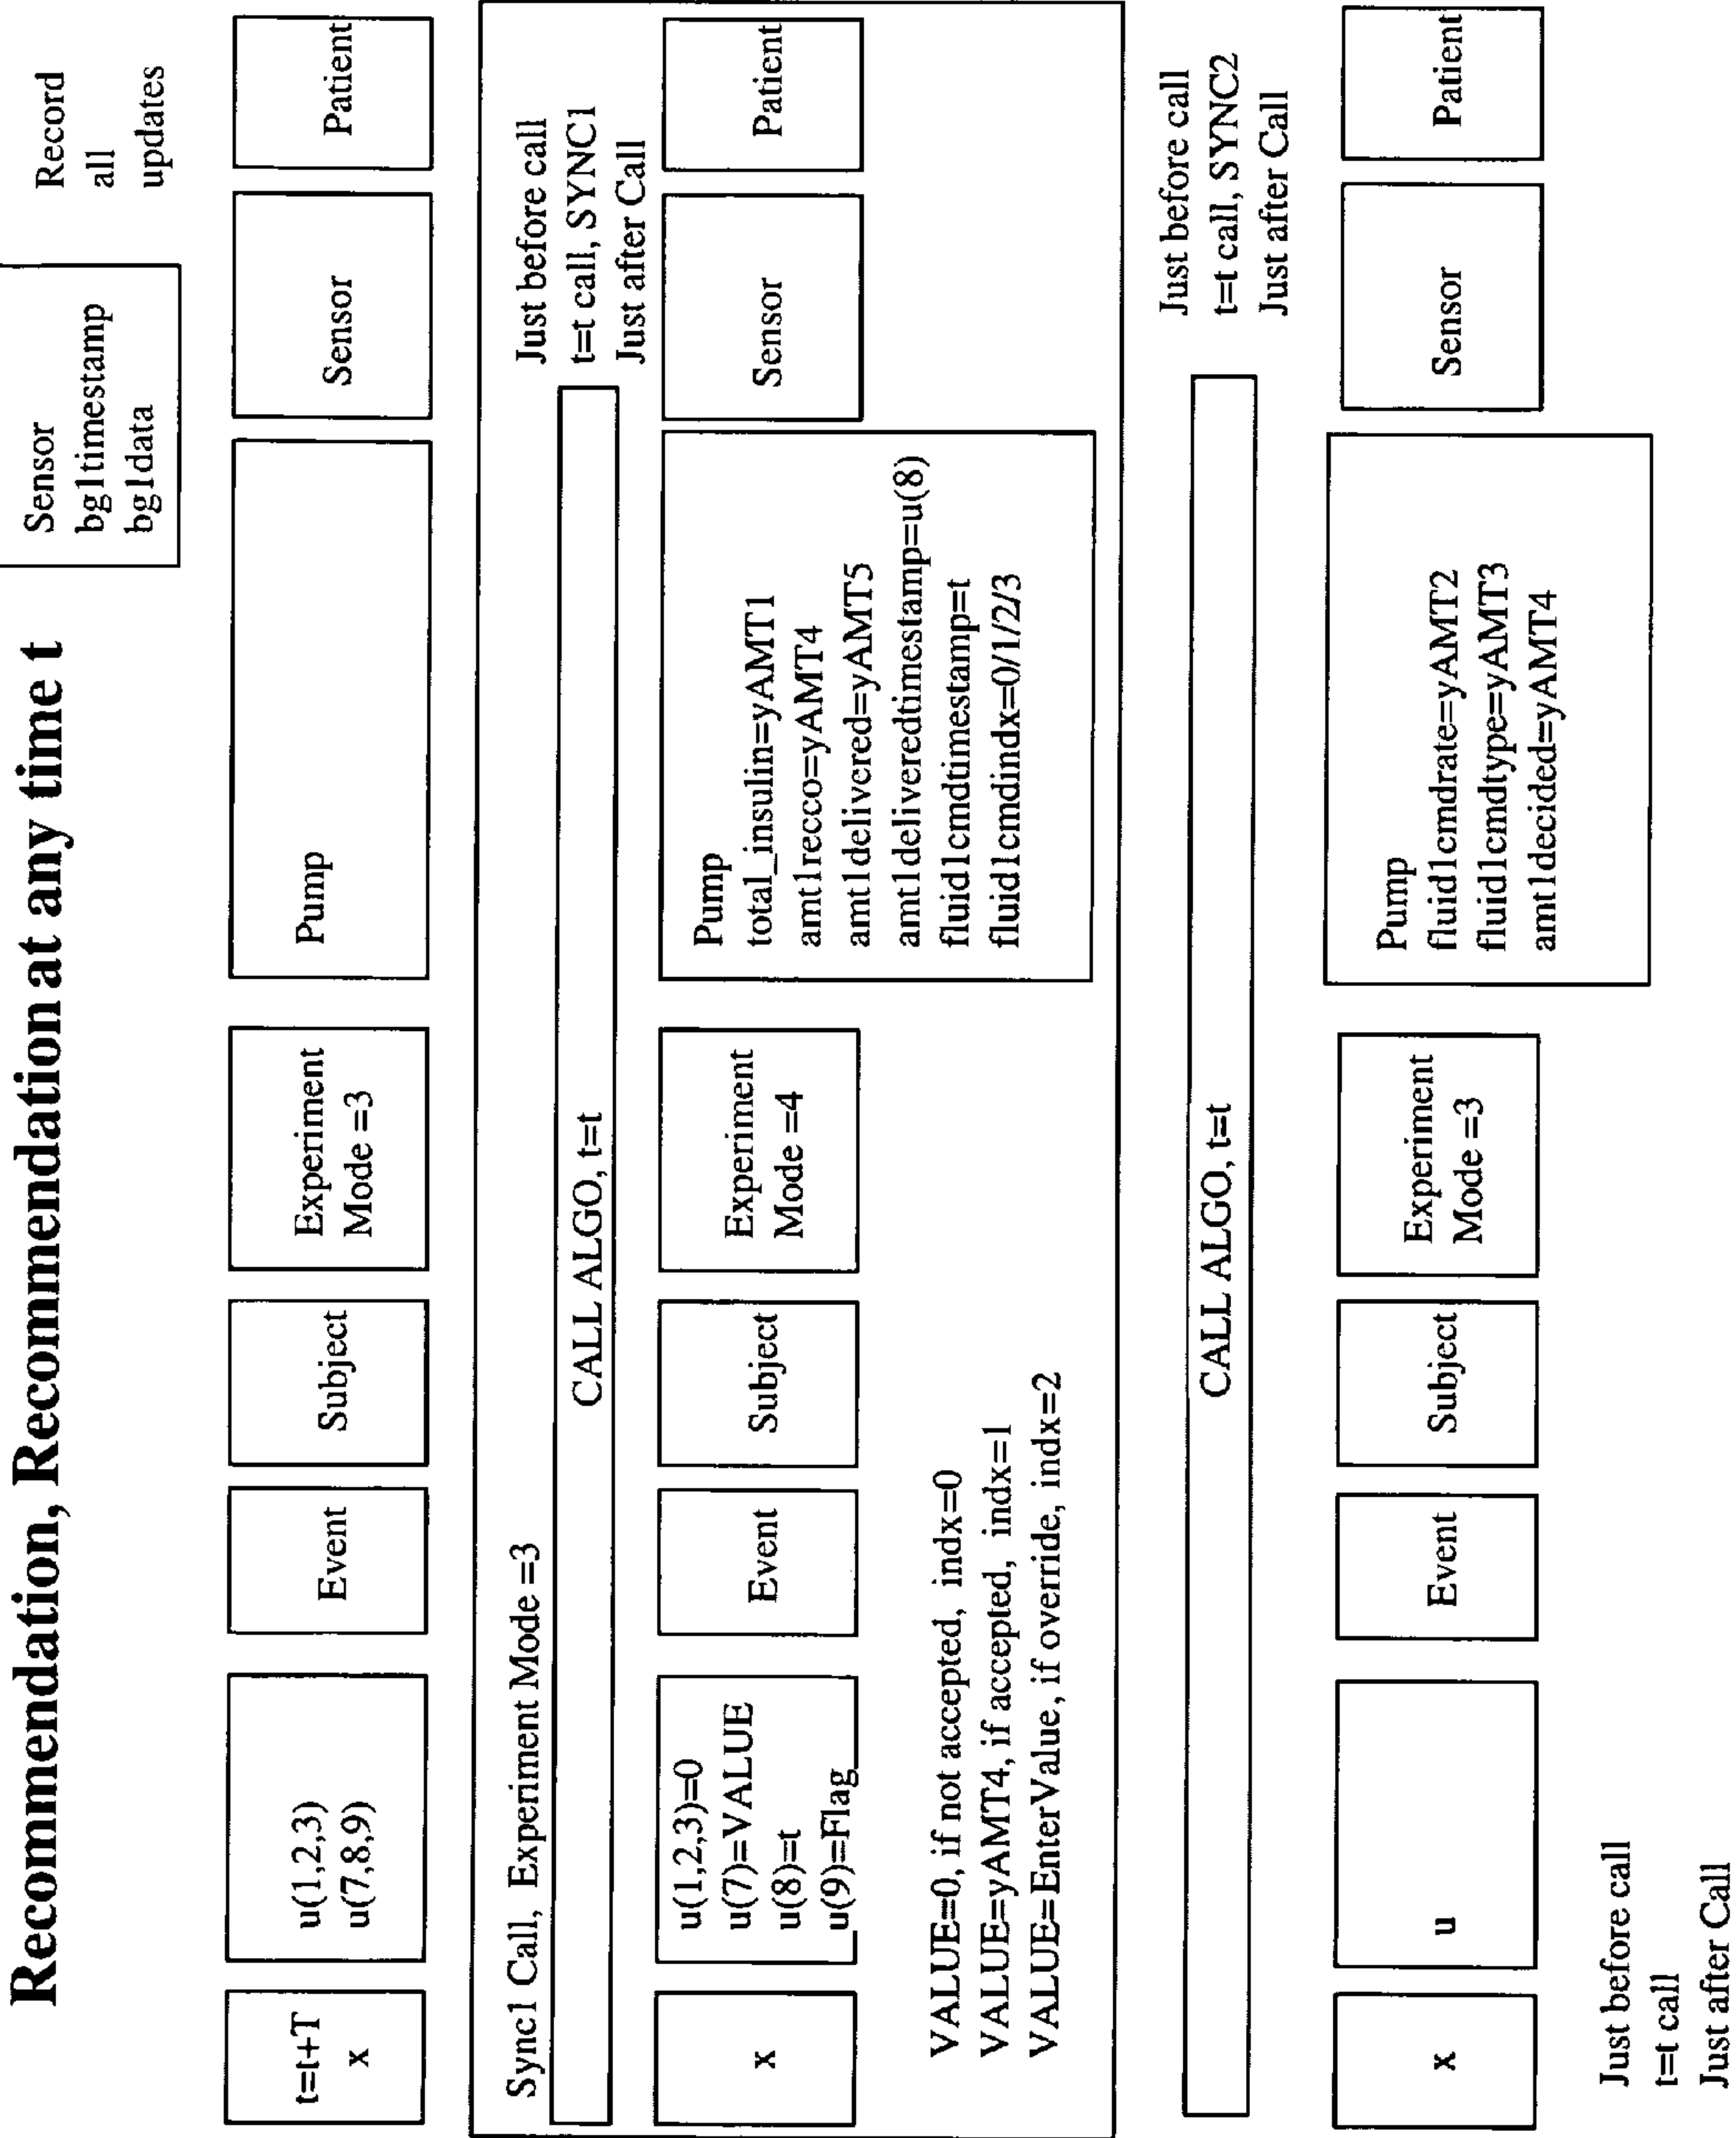 Recommendation, Recommendation at any time t
Sensor
bg1timestamp
bg1data
Record
all
updates
t=t+T
x
u(1,2,3)
u(7,8,9)
Event
Subject
Experiment
Mode =3
Pump
Sensor
Patient
Sync1 Call, Experiment Mode =3
CALL ALGO, t=t
Just before call
t=t call, SYNC1
Just after Call
x
u(1,2,3)=0
u(7)=VALUE
u(8)=t
u(9)=Flag
Event
Subject
Experiment
Mode =4
Pump
total_insulin=yAMT1
amt1recco=yAMT4
amt1delivered=yAMT5
amt1deliveredtimestamp=u(8)
fluid1cmdtimestamp=t
fluid1cmdindx=0/1/2/3
Sensor
Patient
VALUE=0, if not accepted, indx=0
VALUE=yAMT4, if accepted, indx=1
VALUE=EnterValue, if override, indx=2
CALL ALGO, t=t
Just before call
t=t call, SYNC2
Just after Call
x
u
Event
Subject
Experiment
Mode =3
Pump
fluid1cmdrate=yAMT2
fluid1cmdtype=yAMT3
amt1decided=yAMT4
Sensor
Patient
Just before call
t=t call
Just after Call